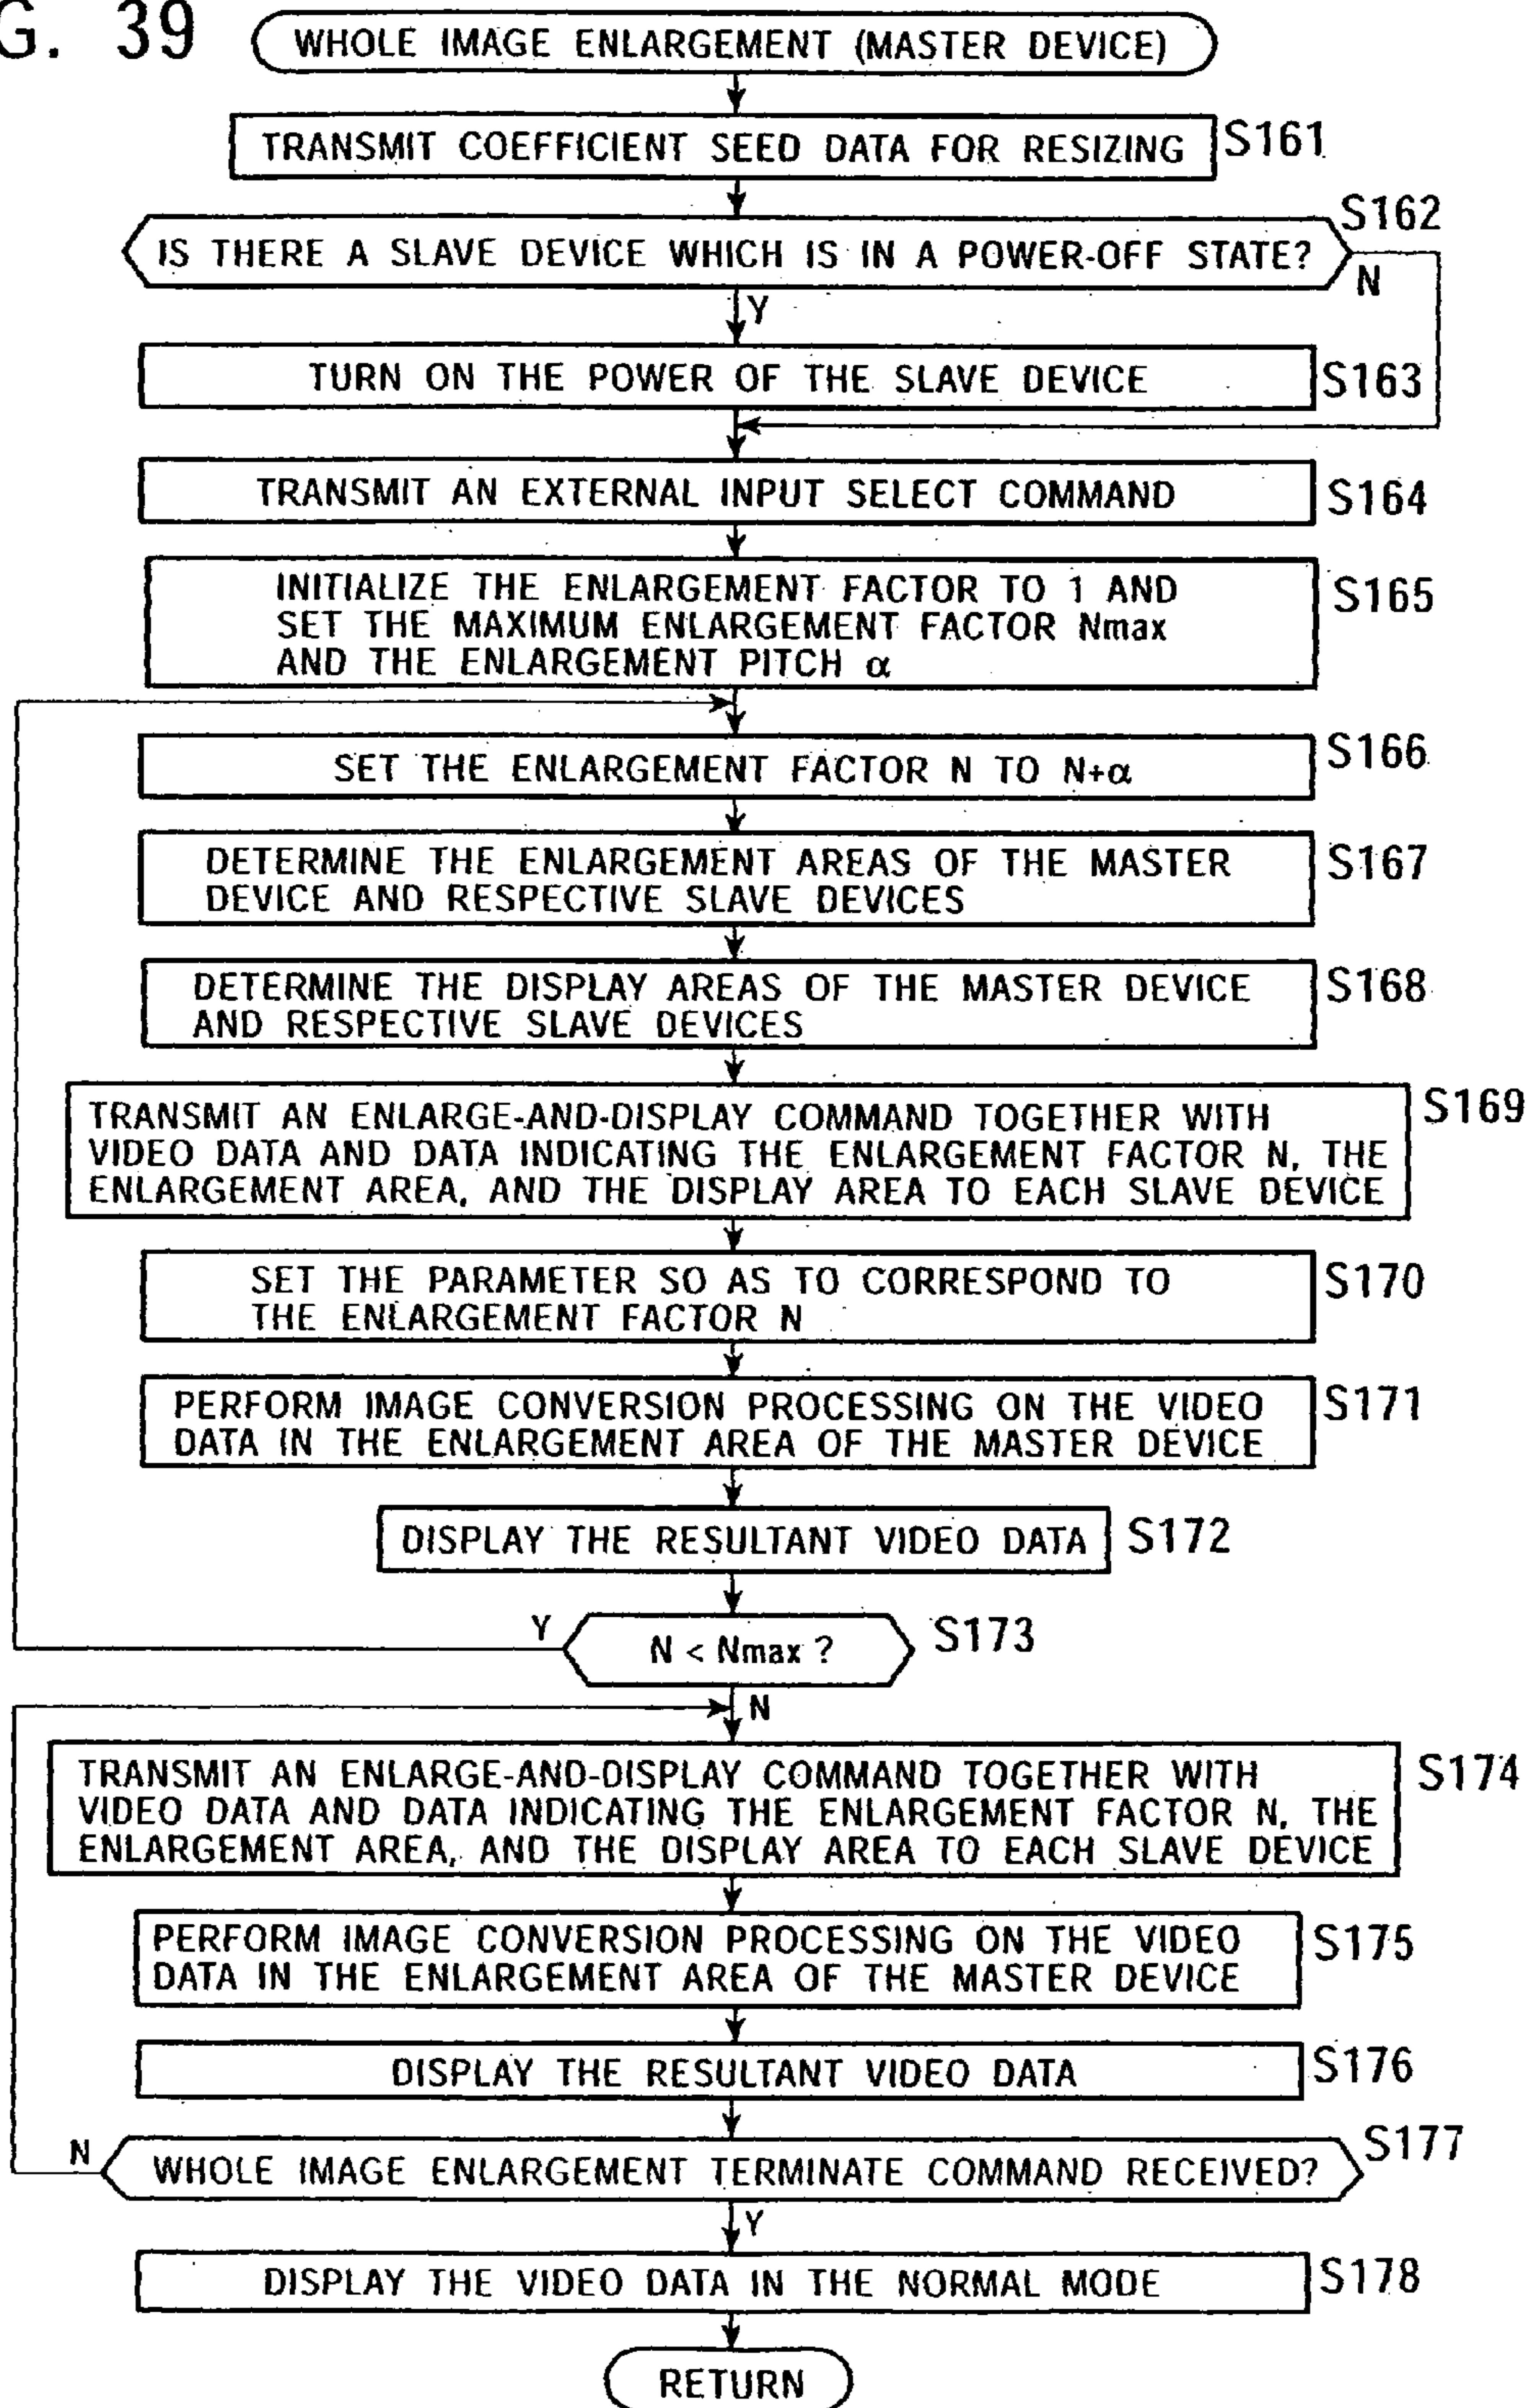 G. 39
WHOLE IMAGE ENLARGEMENT (MASTER DEVICE)
TRANSMIT COEFFICIENT SEED DATA FOR RESIZING
S161
IS THERE A SLAVE DEVICE WHICH IS IN A POWER-OFF STATE?
S162
N
Y
TURN ON THE POWER OF THE SLAVE DEVICE
S163
TRANSMIT AN EXTERNAL INPUT SELECT COMMAND
S164
INITIALIZE THE ENLARGEMENT FACTOR TO 1 AND
SET THE MAXIMUM ENLARGEMENT FACTOR Nmax
AND THE ENLARGEMENT PITCH α
S165
SET THE ENLARGEMENT FACTOR N TO N+α
S166
DETERMINE THE ENLARGEMENT AREAS OF THE MASTER
DEVICE AND RESPECTIVE SLAVE DEVICES
S167
DETERMINE THE DISPLAY AREAS OF THE MASTER DEVICE
AND RESPECTIVE SLAVE DEVICES
S168
TRANSMIT AN ENLARGE-AND-DISPLAY COMMAND TOGETHER WITH
VIDEO DATA AND DATA INDICATING THE ENLARGEMENT FACTOR N, THE
ENLARGEMENT AREA, AND THE DISPLAY AREA TO EACH SLAVE DEVICE
S169
SET THE PARAMETER SO AS TO CORRESPOND TO
THE ENLARGEMENT FACTOR N
S170
PERFORM IMAGE CONVERSION PROCESSING ON THE VIDEO
DATA IN THE ENLARGEMENT AREA OF THE MASTER DEVICE
S171
DISPLAY THE RESULTANT VIDEO DATA
S172
Y
N < Nmax ?
S173
N
TRANSMIT AN ENLARGE-AND-DISPLAY COMMAND TOGETHER WITH
VIDEO DATA AND DATA INDICATING THE ENLARGEMENT FACTOR N, THE
ENLARGEMENT AREA, AND THE DISPLAY AREA TO EACH SLAVE DEVICE
S174
PERFORM IMAGE CONVERSION PROCESSING ON THE VIDEO
DATA IN THE ENLARGEMENT AREA OF THE MASTER DEVICE
S175
DISPLAY THE RESULTANT VIDEO DATA
S176
N
WHOLE IMAGE ENLARGEMENT TERMINATE COMMAND RECEIVED?
S177
Y
DISPLAY THE VIDEO DATA IN THE NORMAL MODE
S178
RETURN